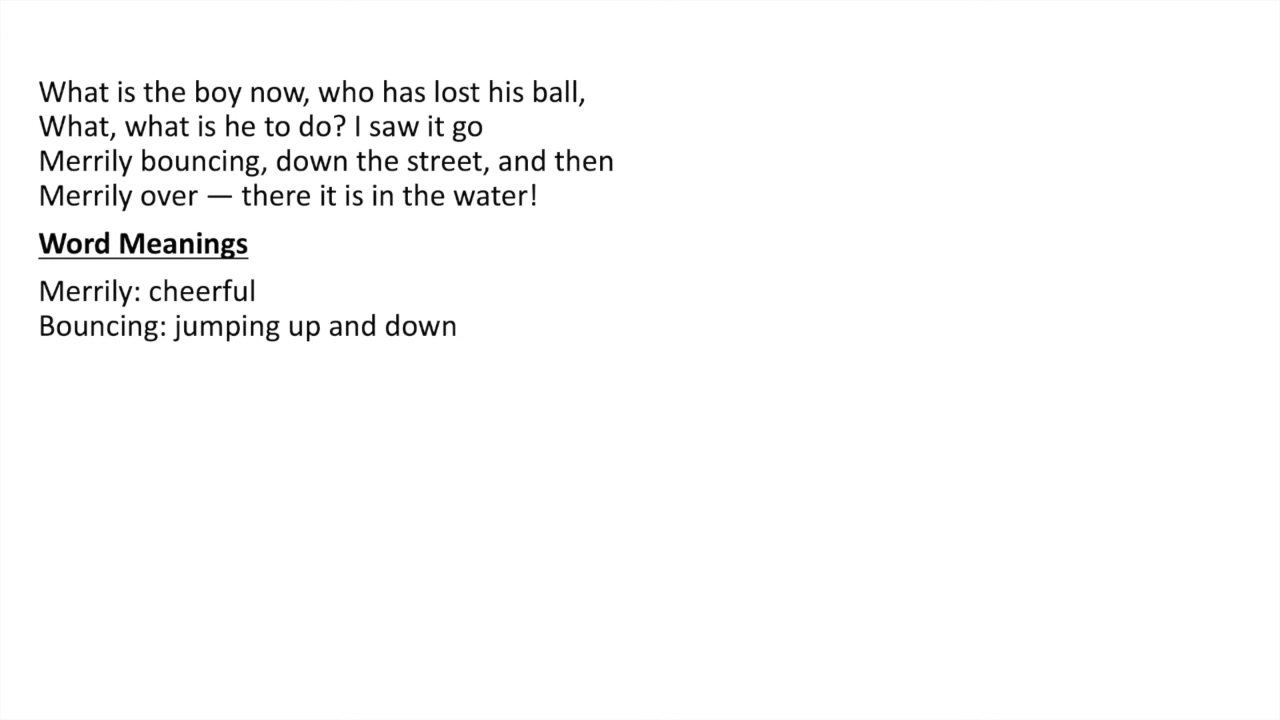 What is the boy now, who has lost his ball,
What, what is he to do? I saw it go
Merrily bouncing, down the street, and then
Merrily over — there it is in the water!
Word Meanings
Merrily: cheerful
Bouncing: jumping up and down